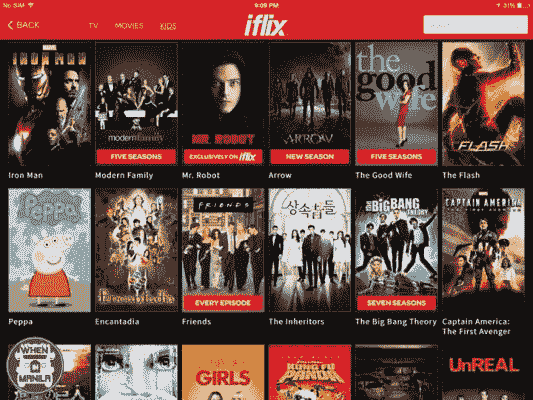 No SIM 9:09 PM 31%
BACK TV MOVIES KIDS iflix
MARVEL
IRON MAN
modern family
FIVE SEASONS
MR. ROBOT
EXCLUSIVELY ON iflix
ARROW
NEW SEASON
the good wife
FIVE SEASONS
FLASH
Iron Man Modern Family Mr. Robot Arrow The Good Wife The Flash
Peppa
Encantadia
FRIENDS
EVERY EPISODE
상속자들
THE BIG BANG THEORY
SEVEN SEASONS
MARVEL
CAPTAIN AMERICA
THE FIRST AVENGER
Peppa Encantadia Friends The Inheritors The Big Bang Theory Captain America:
The First Avenger
WHEN
IN
MANILA
GIRLS
KUNG FU
PANDA
UnREAL